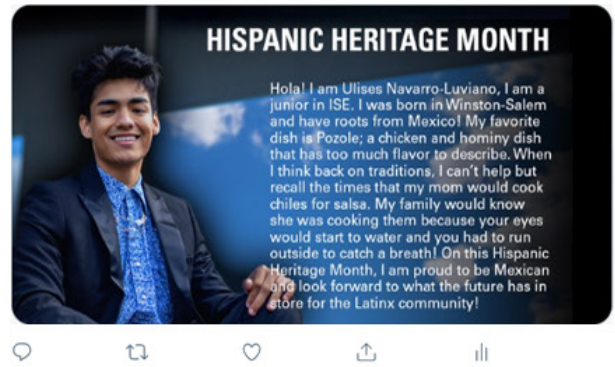 HISPANIC HERITAGE MONTH
Hola! I am Ulises Navarro-Luviano, I am a
junior in ISE. I was born in Winston-Salem
and have roots from Mexico! My favorite
dish is Pozole; a chicken and hominy dish
that has too much flavor to describe. When
I think back on traditions, I can't help but
recall the times that my mom would cook
chiles for salsa. My family would know
she was cooking them because your eyes
would start to water and you had to run
outside to catch a breath! On this Hispanic
Heritage Month, I am proud to be Mexican
and look forward to what the future has in
store for the Latinx community!